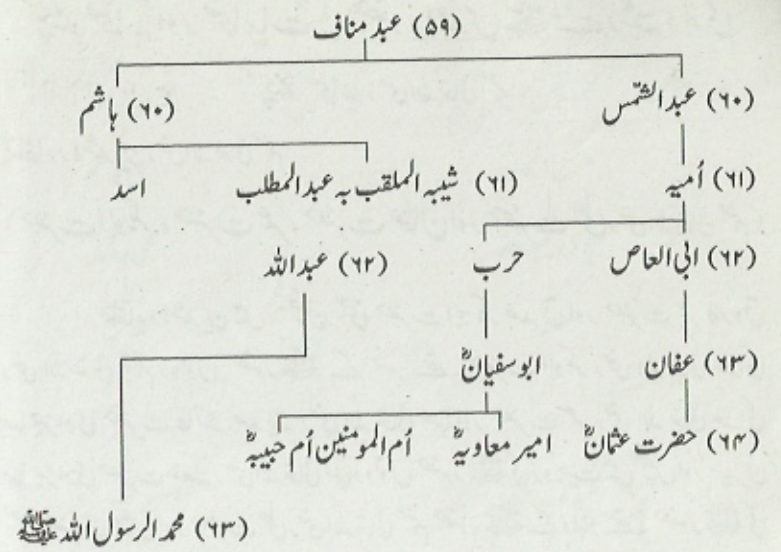 (۵۹) عبد مناف
(۶۰) عبدالشمس (۶۰) ہاشم
(۶۱) اُمیہ (۶۱) شیبہ الملقب بہ عبدالمطلب اسد
(۶۲) ابی العاص حرب (۶۲) عبداللہ
(۶۳) عفان ابوسفیانؓ
(۶۴) حضرت عثمانؓ امیر معاویہؓ اُم المومنین اُم حبیبہؓ
(۶۳) محمد الرسول اللہ ﷺ